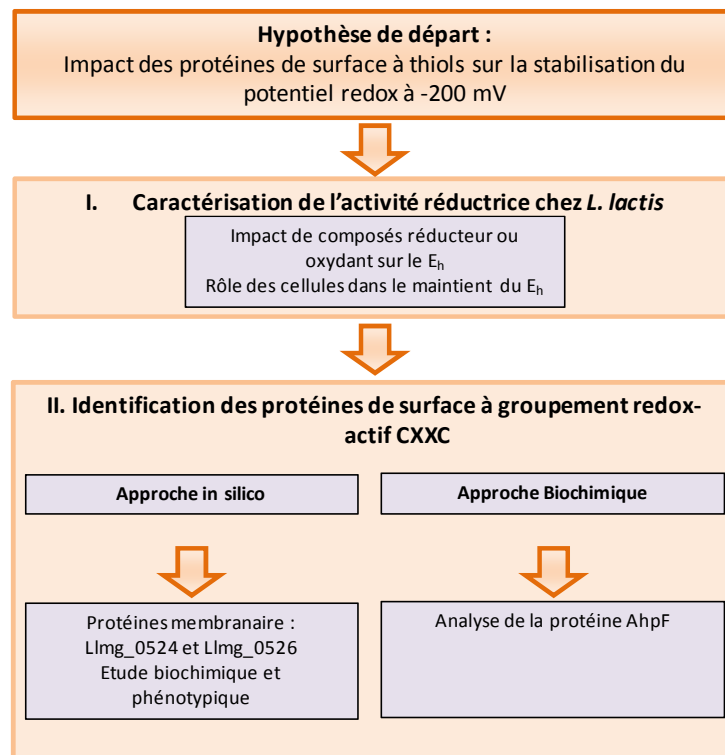 Hypothèse de départ :
Impact des protéines de surface à thiols sur la stabilisation du
potentiel redox à -200 mV
I. Caractérisation de l'activité réductrice chez L. lactis
Impact de composés réducteur ou
oxydant sur le Eh
Rôle des cellules dans le maintient du Eh
II. Identification des protéines de surface à groupement redox-
actif CXXC
Approche in silico
Approche Biochimique
Protéines membranaire :
Llmg_0524 et Llmg_0526
Etude biochimique et
phénotypique
Analyse de la protéine AhpF